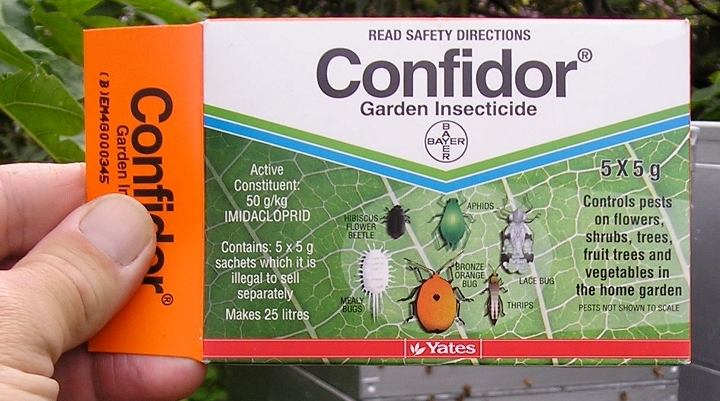 (B)EM4G000345
Confidor®
Garden In
READ SAFETY DIRECTIONS
Confidor®
Garden Insecticide
BAYER
BAYER
5 X 5 g
Active
Constituent:
50 g/kg
IMIDACLOPRID
Contains: 5 x 5 g
sachets which it is
illegal to sell
separately
Makes 25 litres
HIBISCUS
FLOWER
BEETLE
APHIDS
LACE BUG
MEALY
BUGS
BRONZE
ORANGE
BUG
THRIPS
Controls pests
on flowers,
shrubs, trees,
fruit trees and
vegetables in
the home garden
PESTS NOT SHOWN TO SCALE
Yates